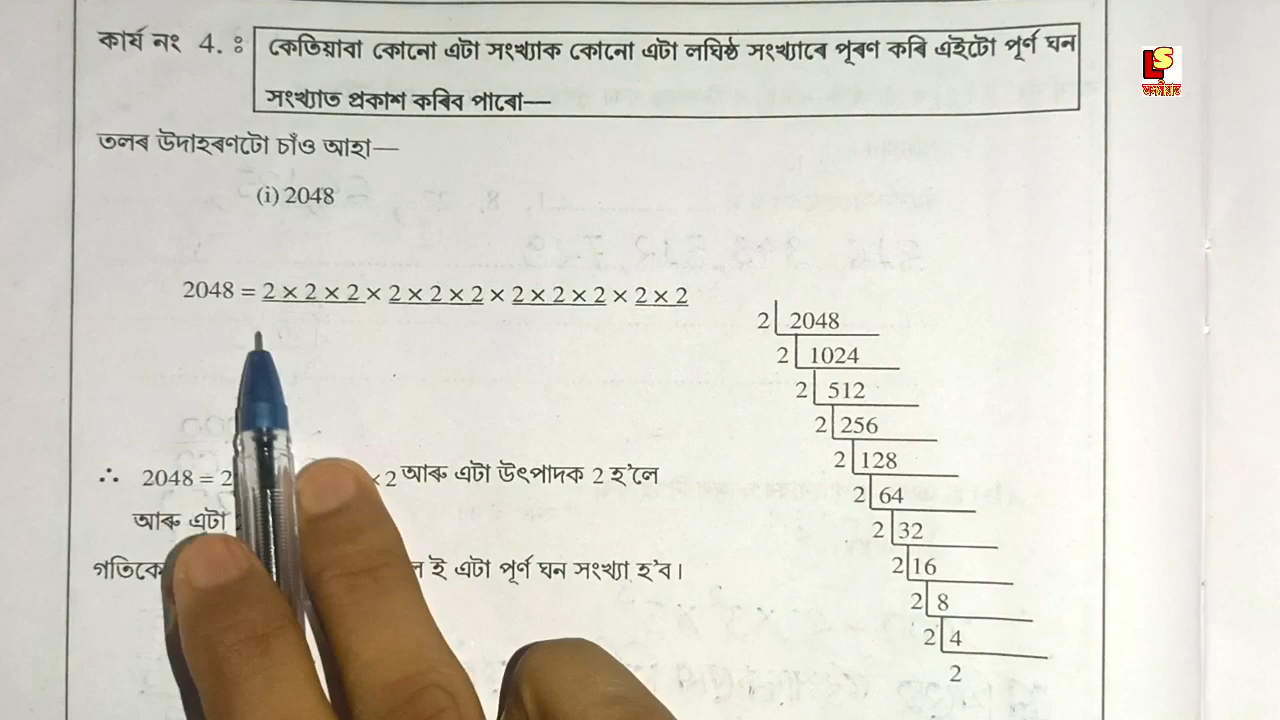 কাৰ্য নং 4. ঃ কেতিয়াবা কোনো এটা সংখ্যাক কোনো এটা লঘিষ্ঠ সংখ্যাৰে পূৰণ কৰি এইটো পূৰ্ণ ঘন
সংখ্যাত প্ৰকাশ কৰিব পাৰো—
তলৰ উদাহৰণটো চাঁও আহা—
(i) 2048
2048 = 2 × 2 × 2 × 2 × 2 × 2 × 2 × 2 × 2 × 2 × 2
∴ 2048 = 2 × 2 আৰু এটা উৎপাদক 2 হ'লে
আৰু এটা
ই এটা পূৰ্ণ ঘন সংখ্যা হ'ব।
2 2048
2 1024
2 512
2 256
2 128
2 64
2 32
2 16
2 8
2 4
2
LS